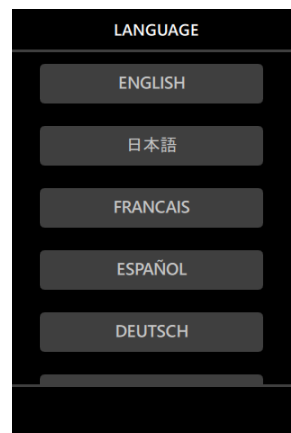 LANGUAGE
ENGLISH
日本語
FRANCAIS
ESPAÑOL
DEUTSCH